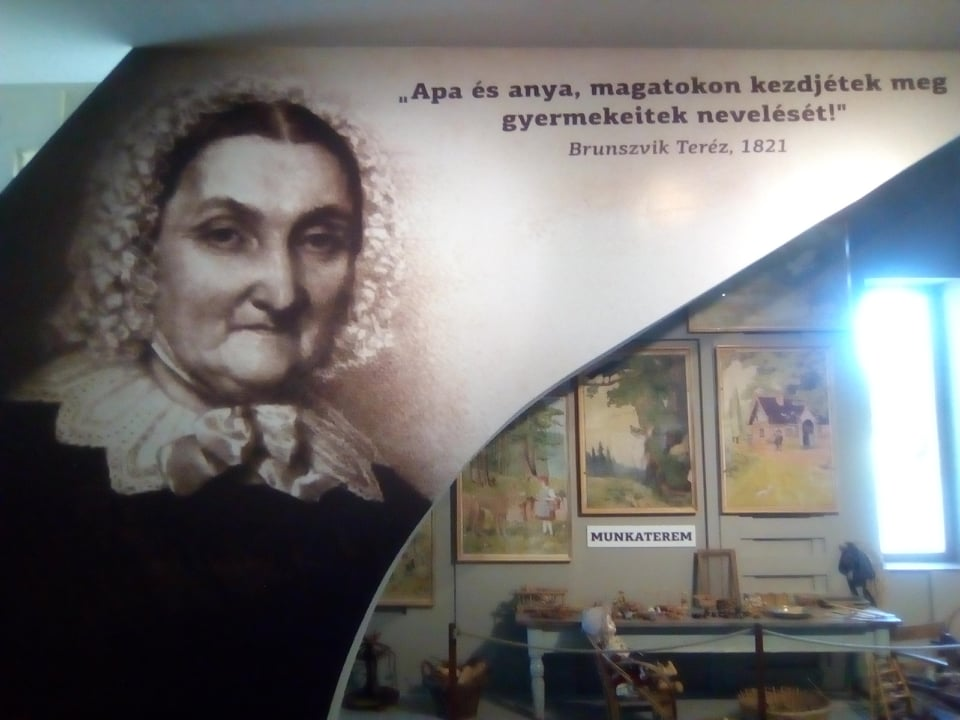 „Apa és anya, magatokon kezdjétek meg
gyermekeitek nevelését!"
Brunszvik Teréz, 1821
MUNKATEREM